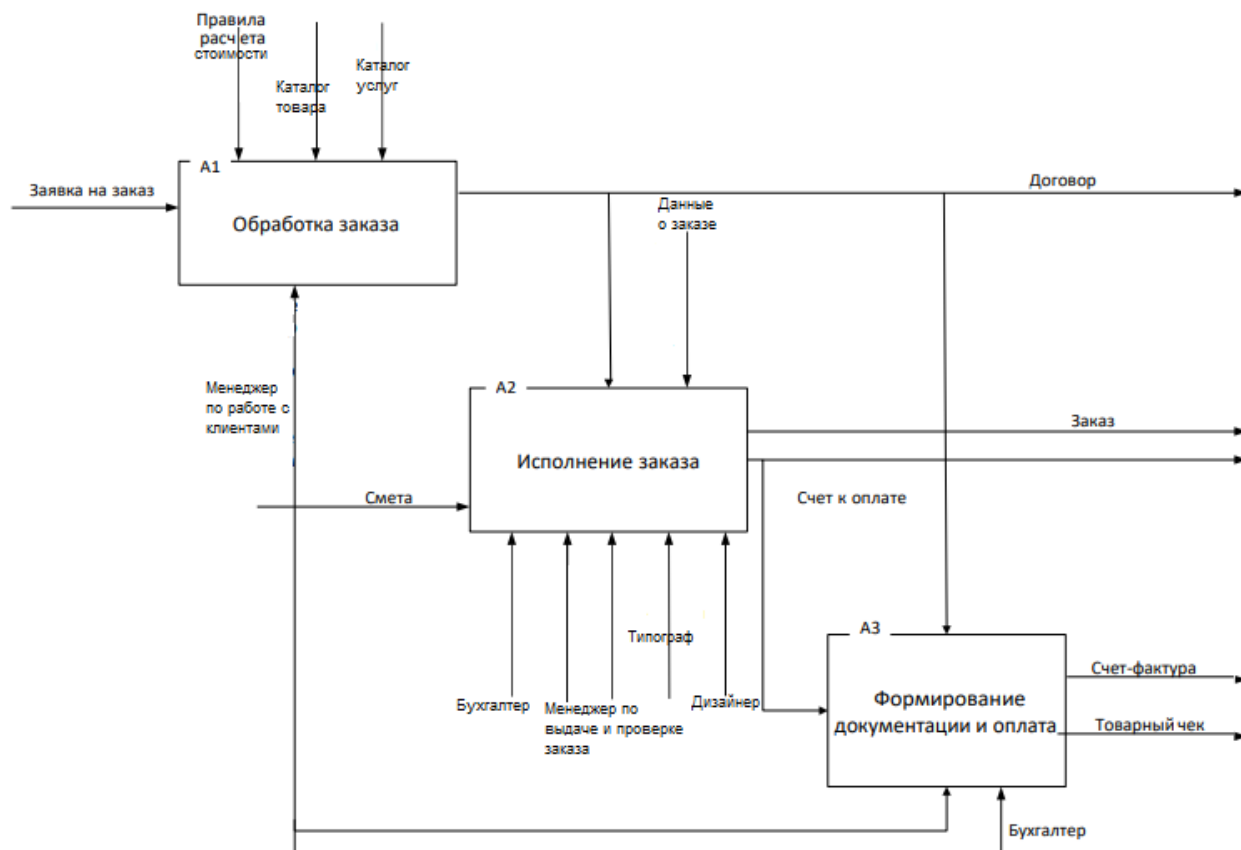 Правила
расчета
стоимости
Каталог
товара
Каталог
услуг
A1
Заявка на заказ
Обработка заказа
Договор
Данные
о заказе
Менеджер
по работе с
клиентами
A2
Исполнение заказа
Заказ
Смета
Счет к оплате
Типограф
Бухгалтер
Менеджер по
выдаче и проверке
заказа
Дизайнер
A3
Формирование
документации и оплата
Счет-фактура
Товарный чек
Бухгалтер